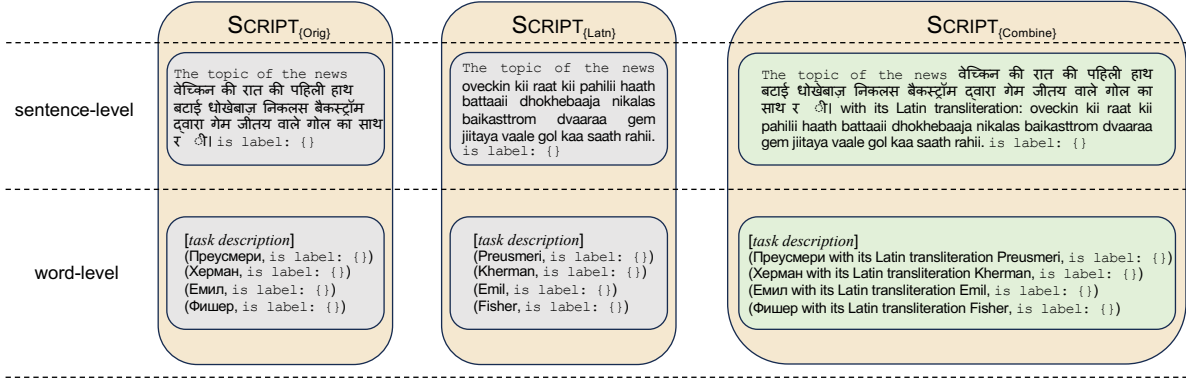 SCRIPT{Orig}
SCRIPT{Latn}
SCRIPT{Combine}
sentence-level
The topic of the news
वेच्किन की रात की पहिली हाथ
बटाई धोखेबाज़ निकलस बैकस्ट्रॉम
द्वारा गेम जीतय वाले गोल का साथ
र ी। is label: {}
The topic of the news
oveckin kii raat kii pahilii haath
battaaii dhokhebaaja nikalas
baikasttrom dvaaraa gem
jiitaya vaale gol kaa saath rahii.
is label: {}
The topic of the news वेच्किन की रात की पहिली हाथ
बटाई धोखेबाज़ निकलस बैकस्ट्रॉम द्वारा गेम जीतय वाले गोल का
साथ र ी। with its Latin transliteration: oveckin kii raat kii
pahilii haath battaaii dhokhebaaja nikalas baikasttrom dvaaraa
gem jiitaya vaale gol kaa saath rahii. is label: {}
word-level
[task description]
(Преусмери, is label: {})
(Херман, is label: {})
(Емил, is label: {})
(Фишер, is label: {})
[task description]
(Preusmeri, is label: {})
(Kherman, is label: {})
(Emil, is label: {})
(Fisher, is label: {})
[task description]
(Преусмери with its Latin transliteration Preusmeri, is label: {})
(Херман with its Latin transliteration Kherman, is label: {})
(Емил with its Latin transliteration Emil, is label: {})
(Фишер with its Latin transliteration Fisher, is label: {})